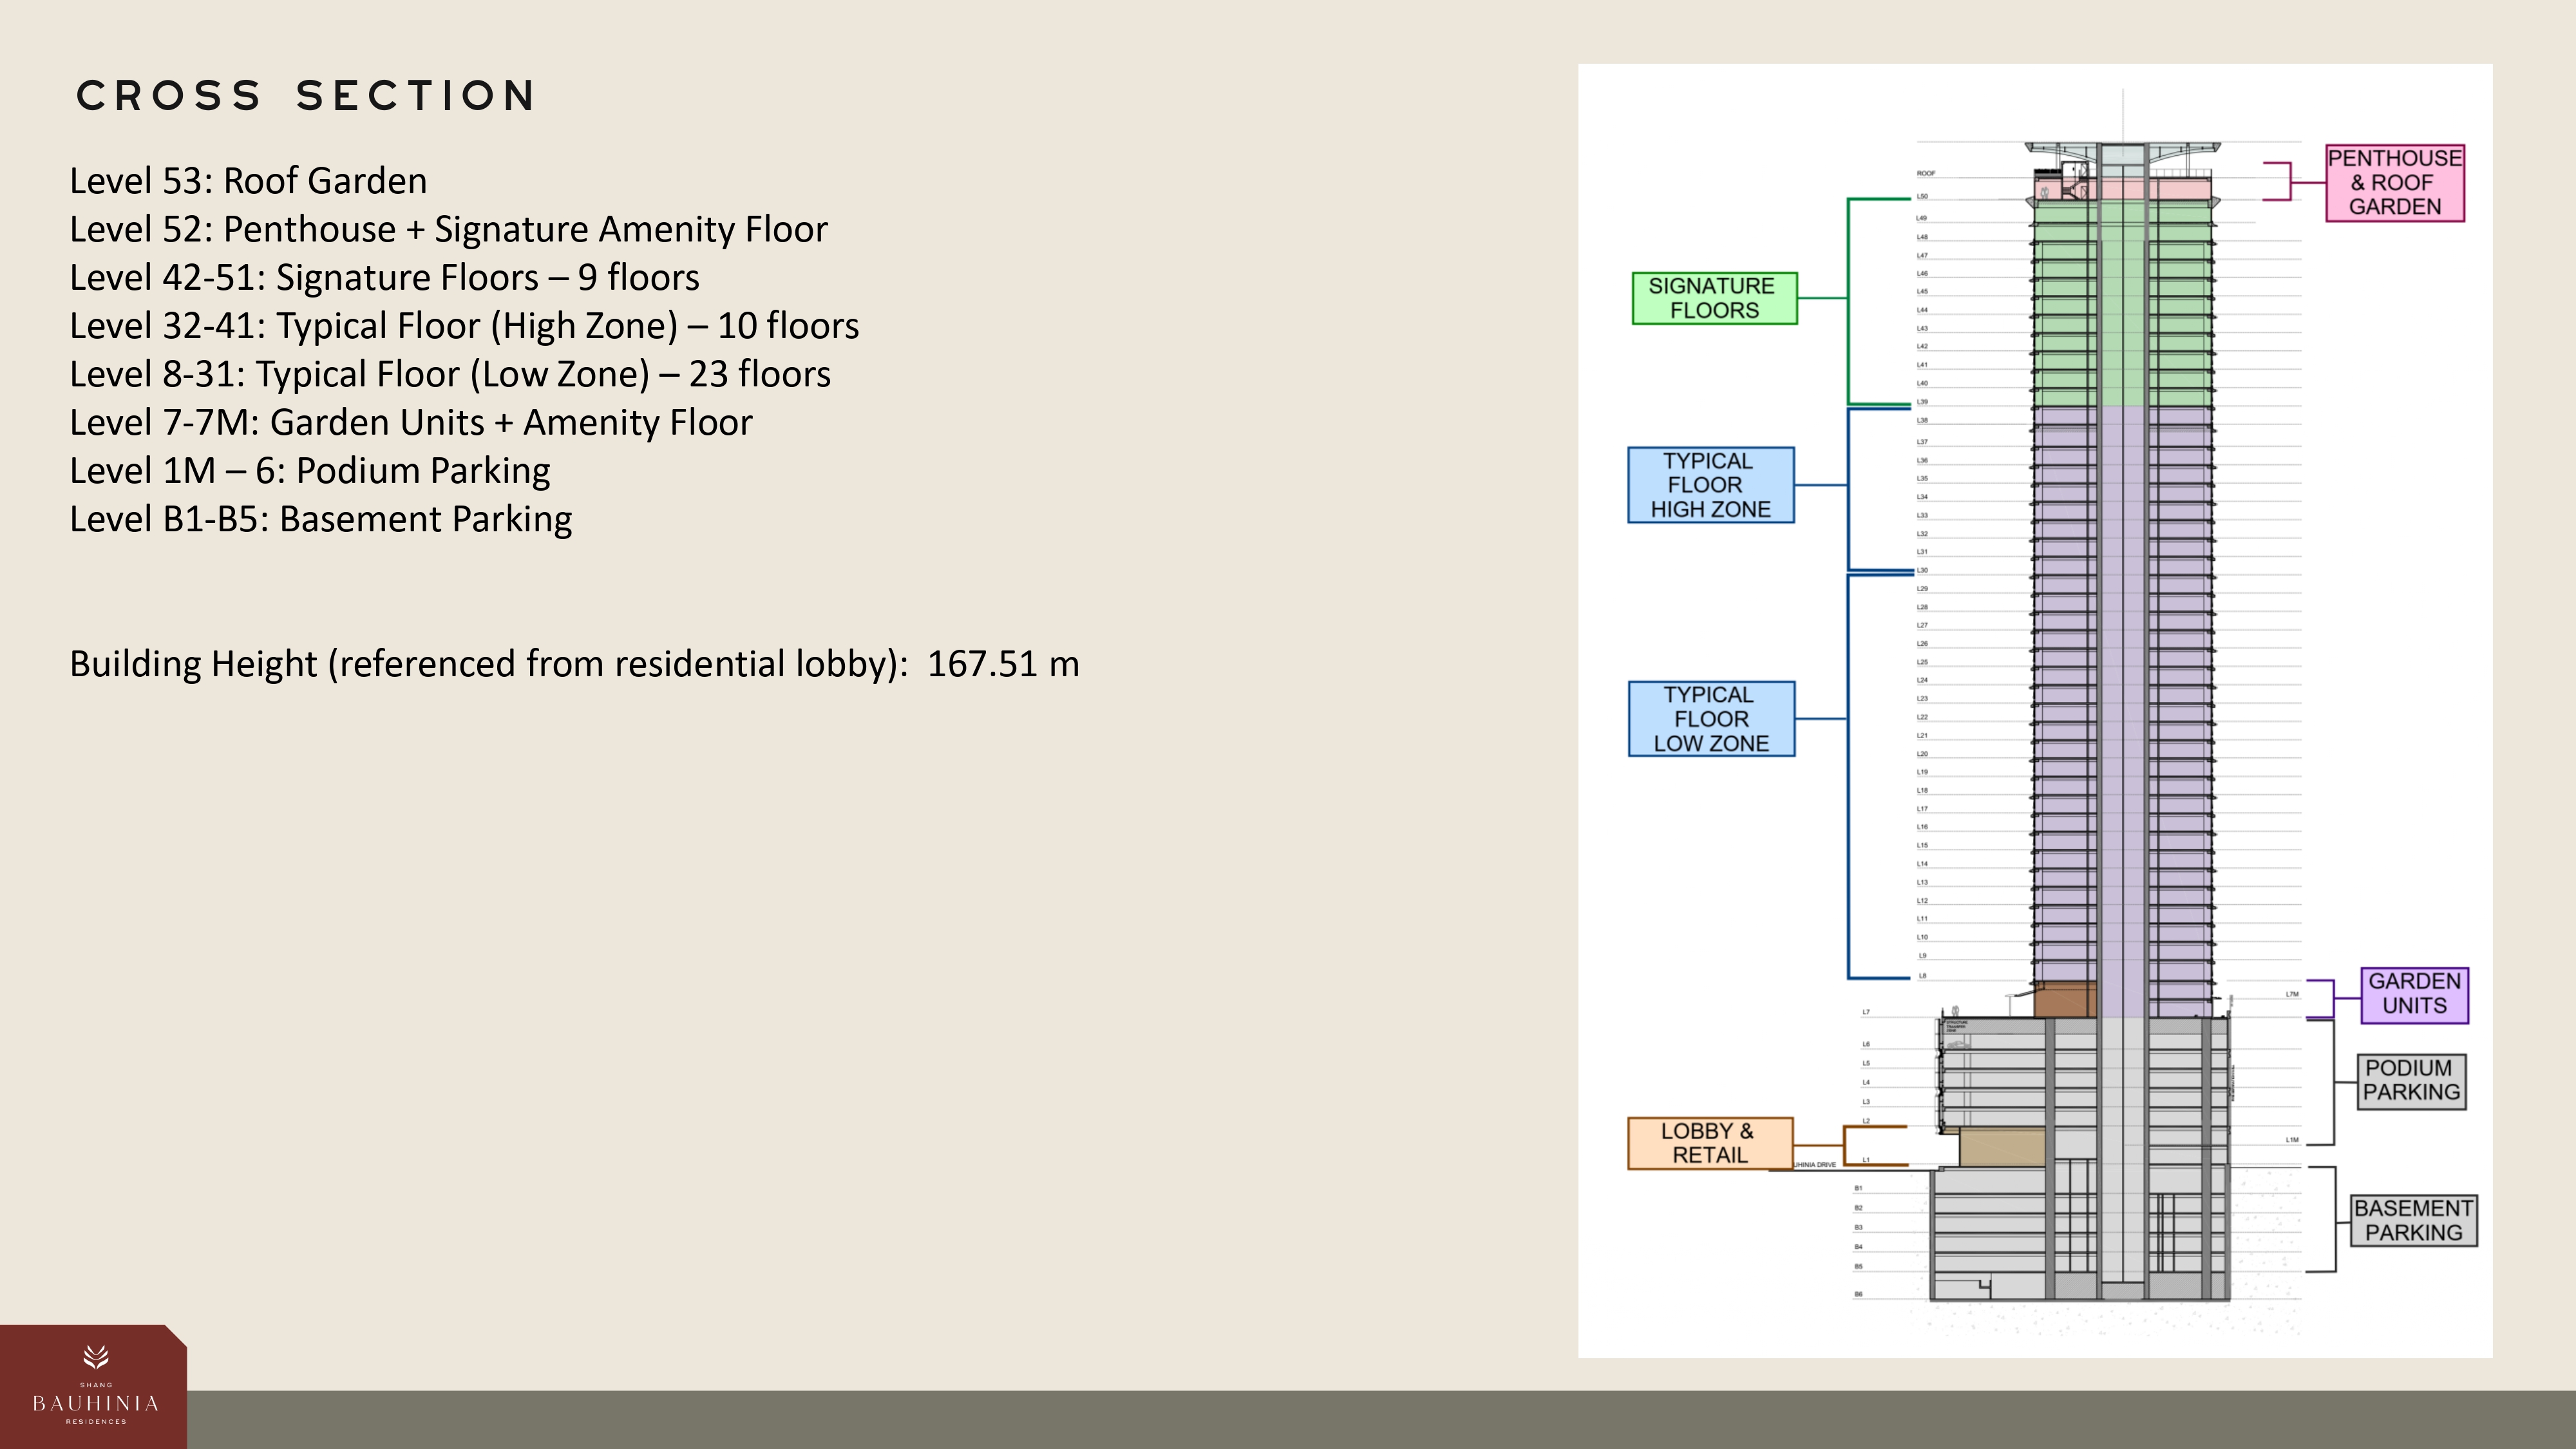 CROSS SECTION
Level 53: Roof Garden
Level 52: Penthouse + Signature Amenity Floor
Level 42-51: Signature Floors – 9 floors
Level 32-41: Typical Floor (High Zone) – 10 floors
Level 8-31: Typical Floor (Low Zone) – 23 floors
Level 7-7M: Garden Units + Amenity Floor
Level 1M – 6: Podium Parking
Level B1-B5: Basement Parking
Building Height (referenced from residential lobby): 167.51 m
PENTHOUSE
& ROOF
GARDEN
SIGNATURE
FLOORS
TYPICAL
FLOOR
HIGH ZONE
TYPICAL
FLOOR
LOW ZONE
LOBBY &
RETAIL
GARDEN
UNITS
PODIUM
PARKING
BASEMENT
PARKING
ROOF
L50
L49
L48
L47
L46
L45
L44
L43
L42
L41
L40
L39
L38
L37
L36
L35
L34
L33
L32
L31
L30
L29
L28
L27
L26
L25
L24
L23
L22
L21
L20
L19
L18
L17
L16
L15
L14
L13
L12
L11
L10
L9
L8
L7M
L7
L6
L5
L4
L3
L2
L1M
L1
UHINIA DRIVE
B1
B2
B3
B4
B5
B6
SHANG
BAUHINIA
RESIDENCES